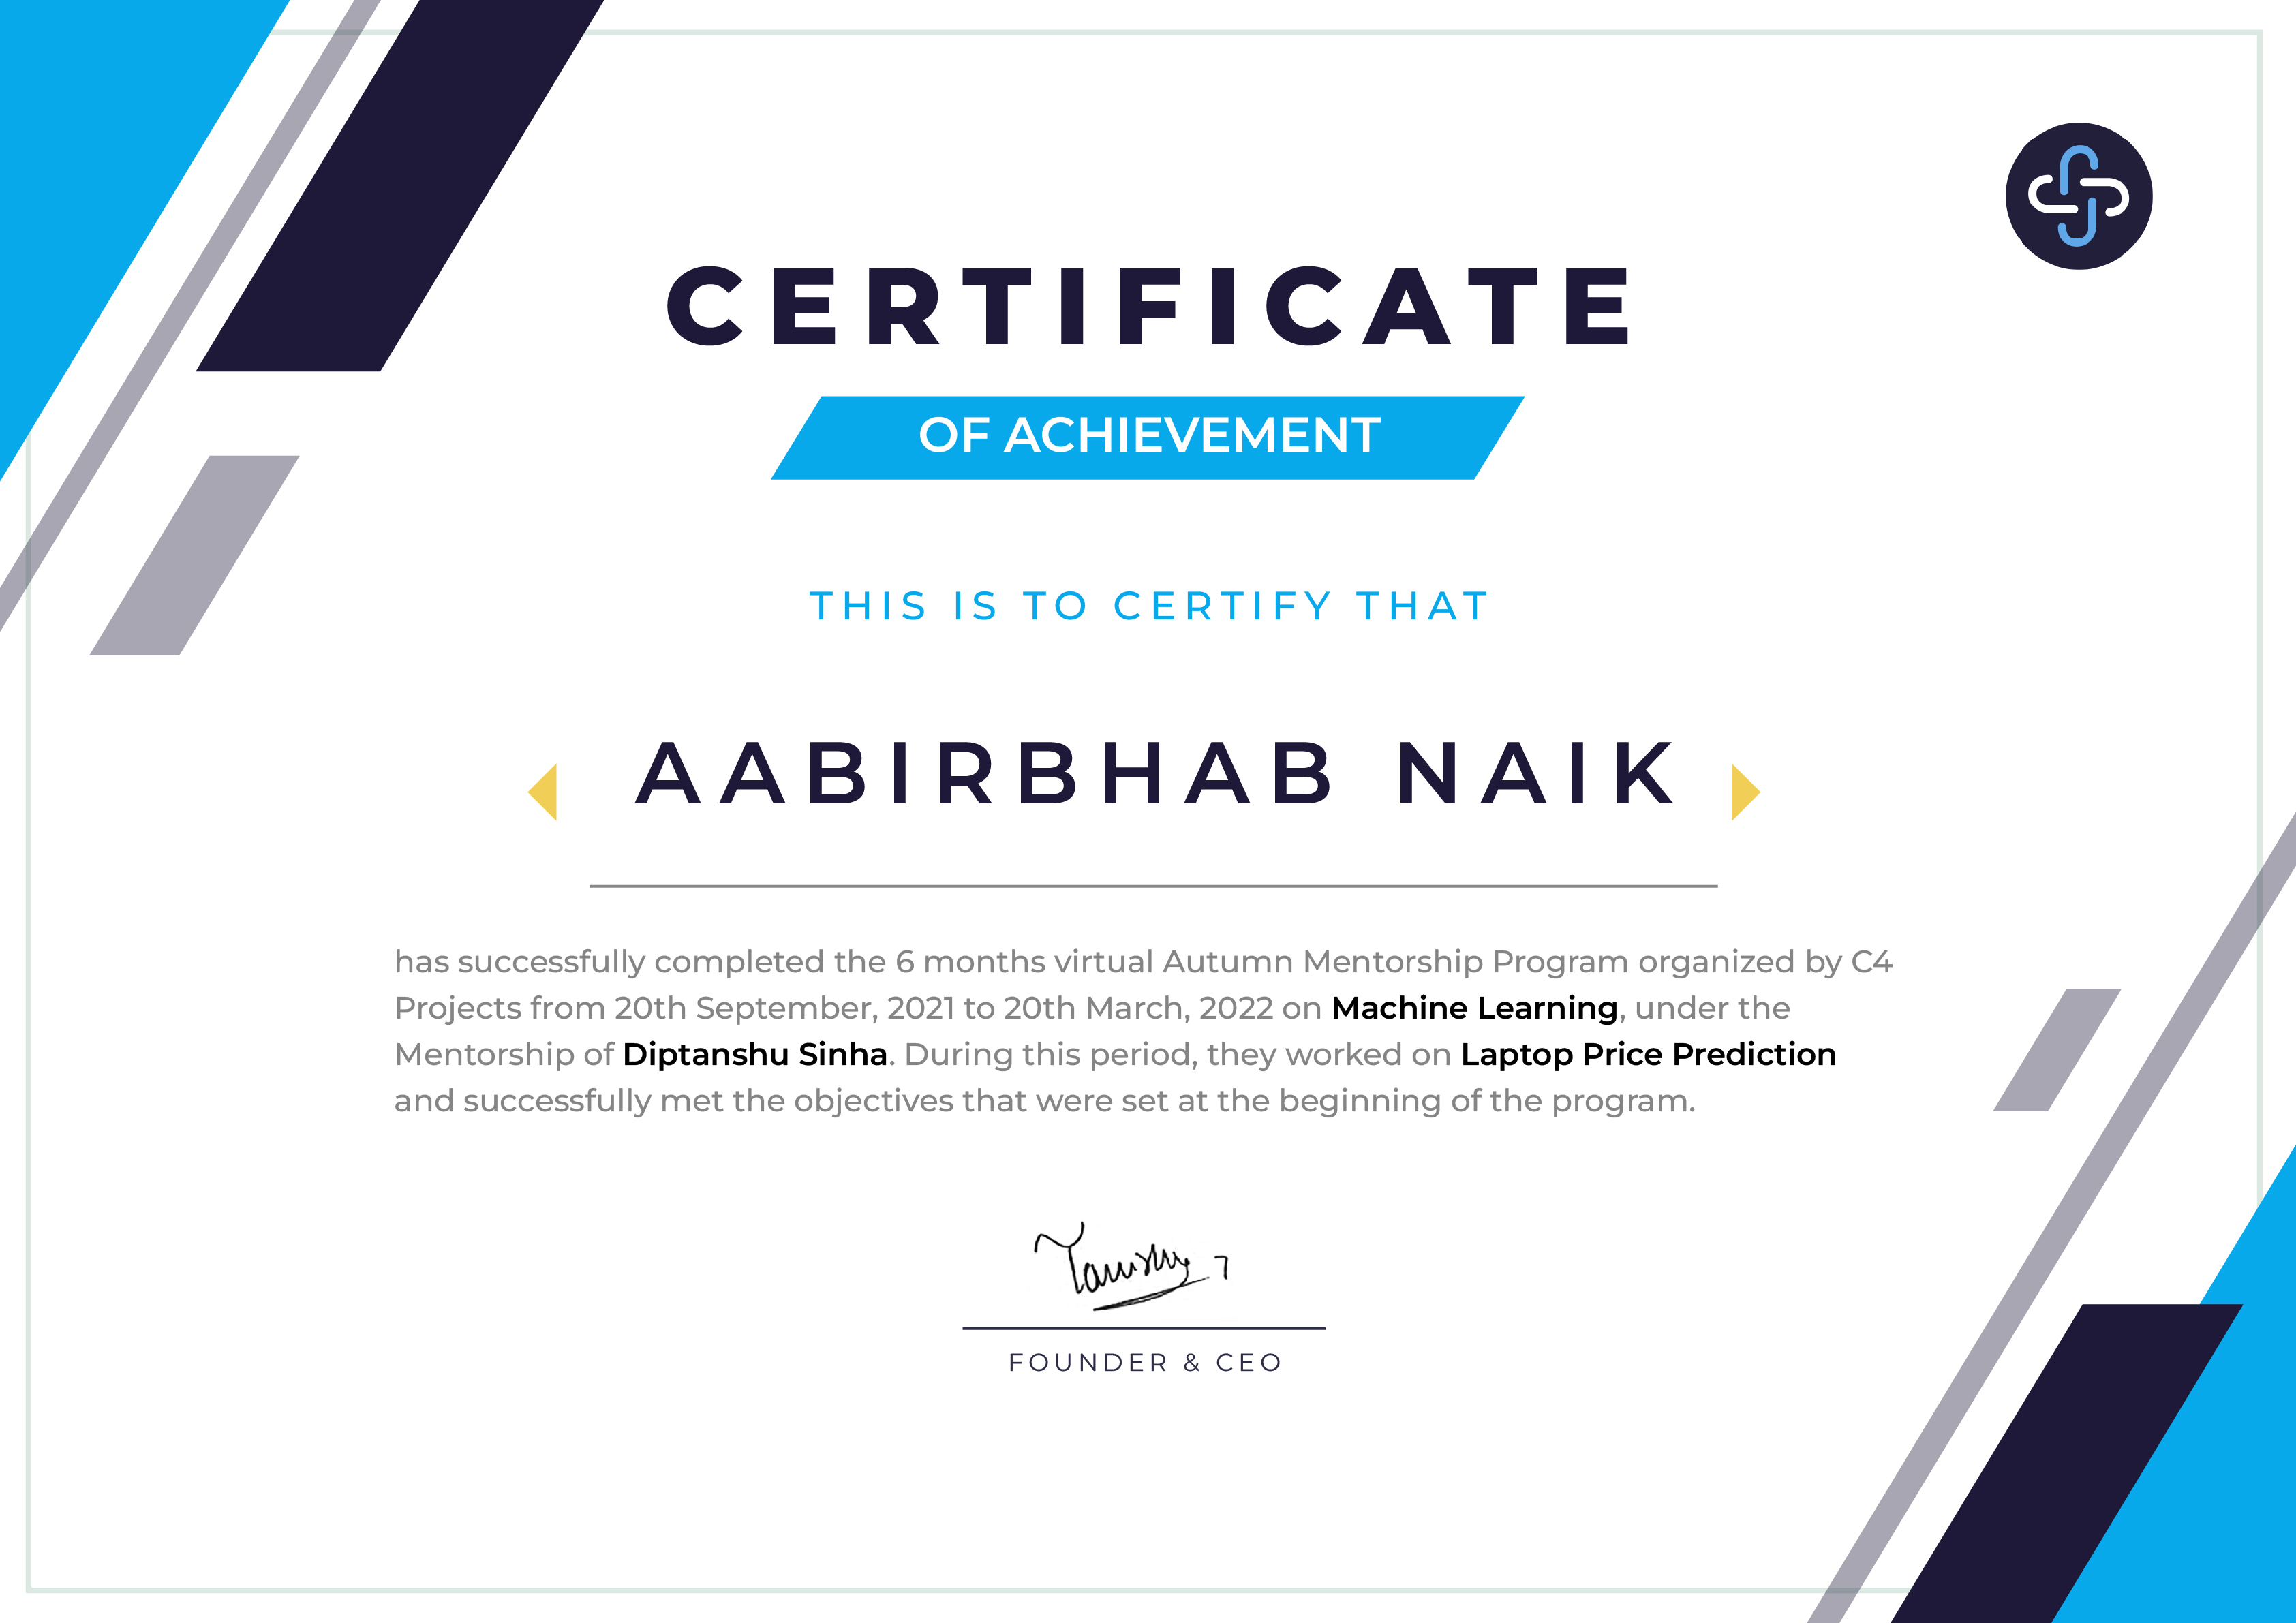 CERTIFICATE
OF ACHIEVEMENT
THIS IS TO CERTIFY THAT
AABIRBHAB NAIK
has successfully completed the 6 months virtual Autumn Mentorship Program organized by C4
Projects from 20th September, 2021 to 20th March, 2022 on Machine Learning, under the
Mentorship of Diptanshu Sinha. During this period, they worked on Laptop Price Prediction
and successfully met the objectives that were set at the beginning of the program.
FOUNDER & CEO